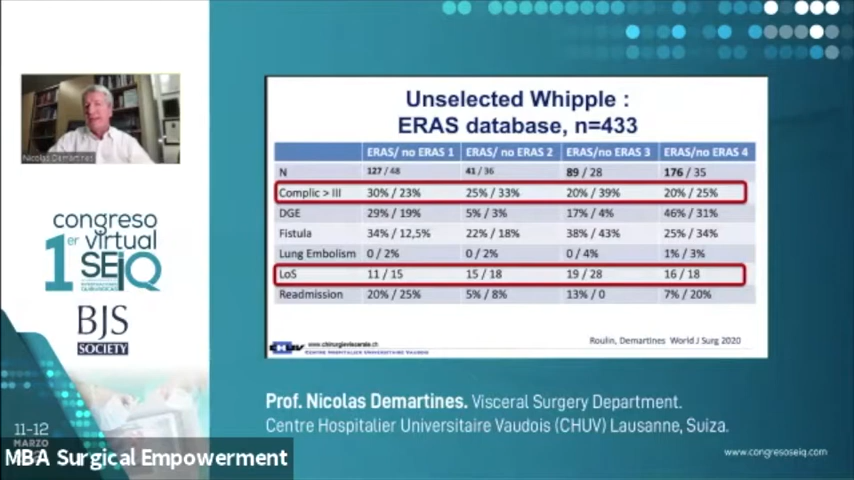 Nicolas Demartines
congreso
1er virtual
SEIQ
BJS
SOCIETY
11-12
MARZO
MBA Surgical Empowerment
Unselected Whipple :
ERAS database, n=433
ERAS/ no ERAS 1 ERAS/ no ERAS 2 ERAS/no ERAS 3 ERAS/no ERAS 4
N 127 / 48 41 / 36 89 / 28 176 / 35
Complic > III 30% / 23% 25% / 33% 20% / 39% 20% / 25%
DGE 29% / 19% 5% / 3% 17% / 4% 46% / 31%
Fistula 34% / 12,5% 22% / 18% 38% / 43% 25% / 34%
Lung Embolism 0 / 2% 0 / 2% 0 / 4% 1% / 3%
LoS 11 / 15 15 / 18 19 / 28 16 / 18
Readmission 20% / 25% 5% / 8% 13% / 0 7% / 20%
CHUV www.chirurgieviscerale.ch
CENTRE HOSPITALIER UNIVERSITAIRE VAUDOIS
Roulin, Demartines World J Surg 2020
Prof. Nicolas Demartines. Visceral Surgery Department.
Centre Hospitalier Universitaire Vaudois (CHUV) Lausanne, Suiza.
www.congresoseiq.com